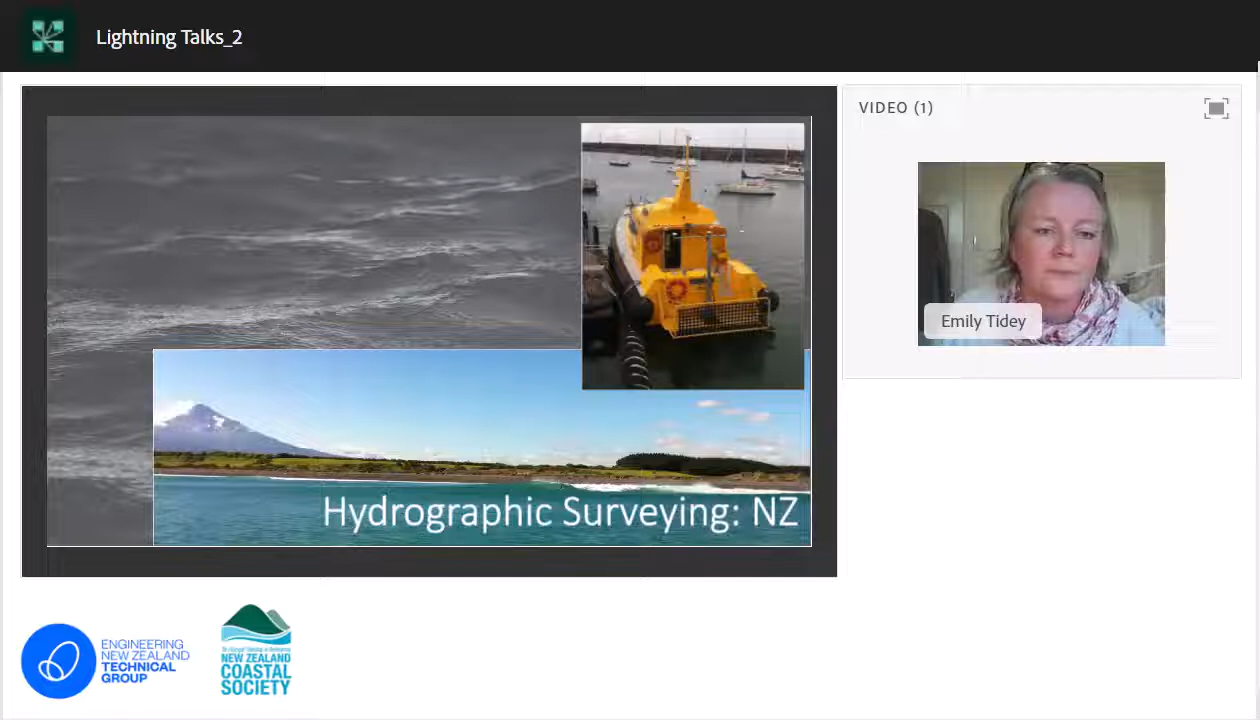 Lightning Talks_2
VIDEO (1)
Emily Tidey
Hydrographic Surveying: NZ
ENGINEERING
NEW ZEALAND
TECHNICAL
GROUP
NEW ZEALAND
COASTAL
SOCIETY